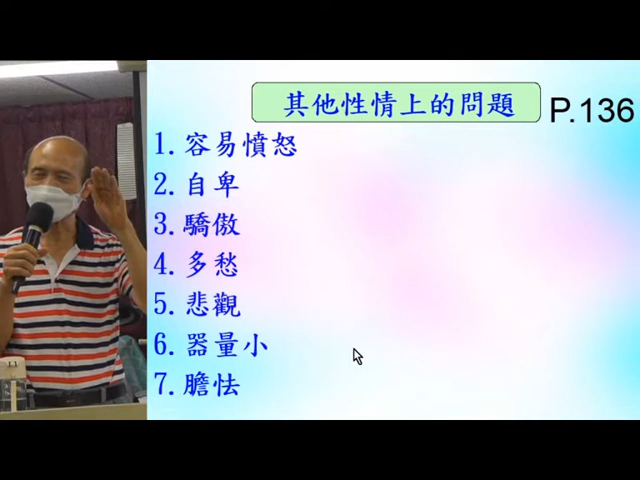 其他性情上的問題
P.136
1.容易憤怒
2.自卑
3.驕傲
4.多愁
5.悲觀
6.器量小
7.膽怯